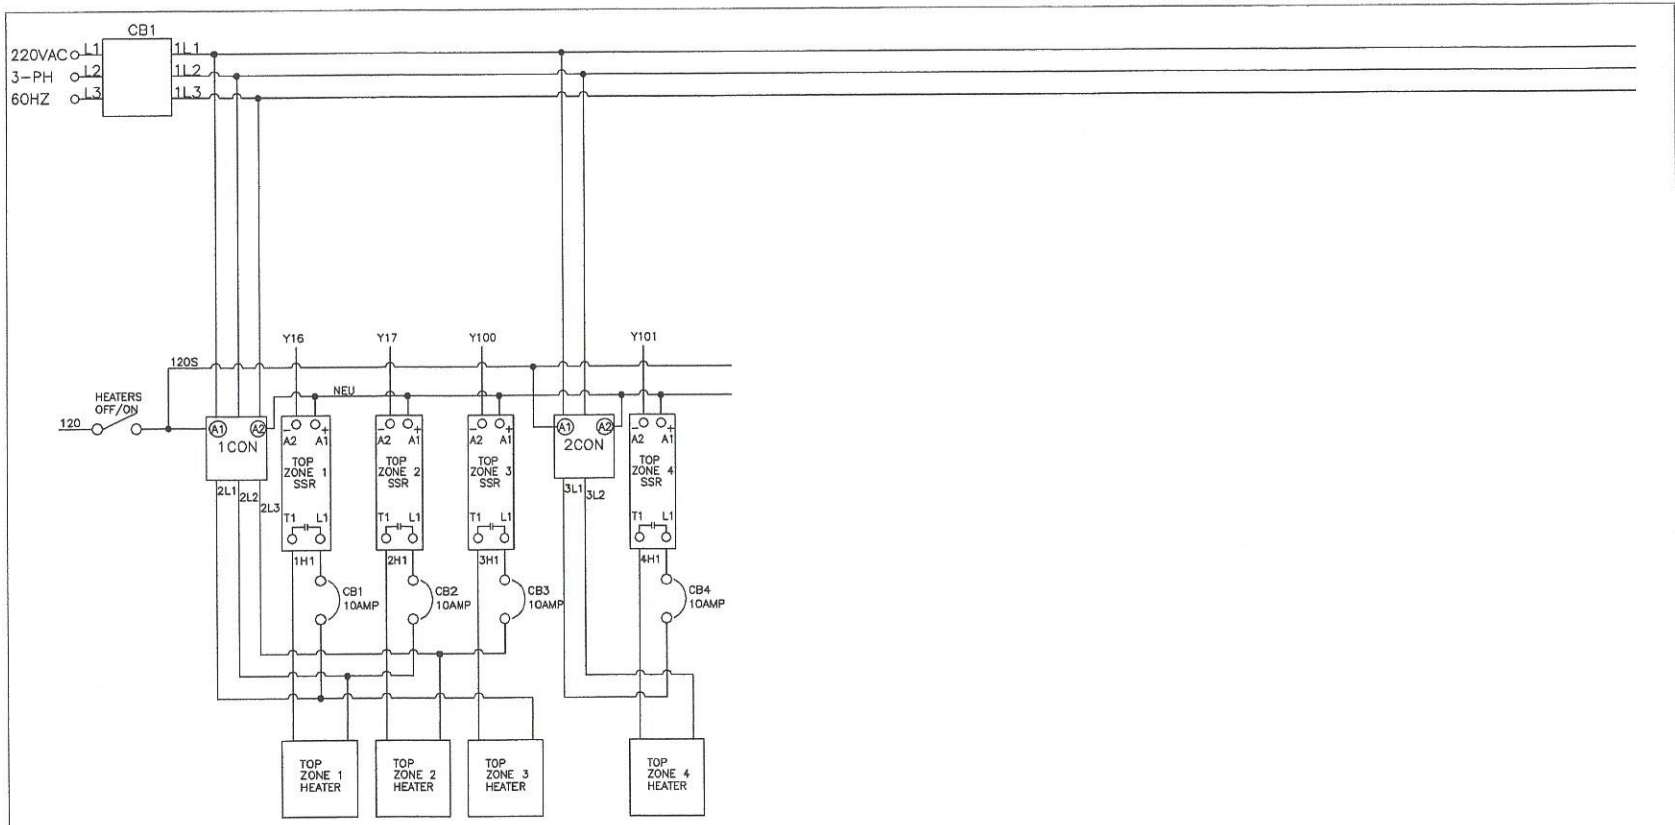 CB1
220VAC L1 1L1
3-PH L2 1L2
60HZ L3 1L3
Y16 Y17 Y100 Y101
120S
NEU
HEATERS
OFF/ON
120
A1 A2
1CON
- +
A2 A1
TOP
ZONE 1
SSR
T1 L1
- +
A2 A1
TOP
ZONE 2
SSR
T1 L1
- +
A2 A1
TOP
ZONE 3
SSR
T1 L1
A1 A2
2CON
- +
A2 A1
TOP
ZONE 4
SSR
T1 L1
2L1
2L2
2L3
3L1
3L2
1H1
2H1
3H1
4H1
CB1
10AMP
CB2
10AMP
CB3
10AMP
CB4
10AMP
TOP
ZONE 1
HEATER
TOP
ZONE 2
HEATER
TOP
ZONE 3
HEATER
TOP
ZONE 4
HEATER